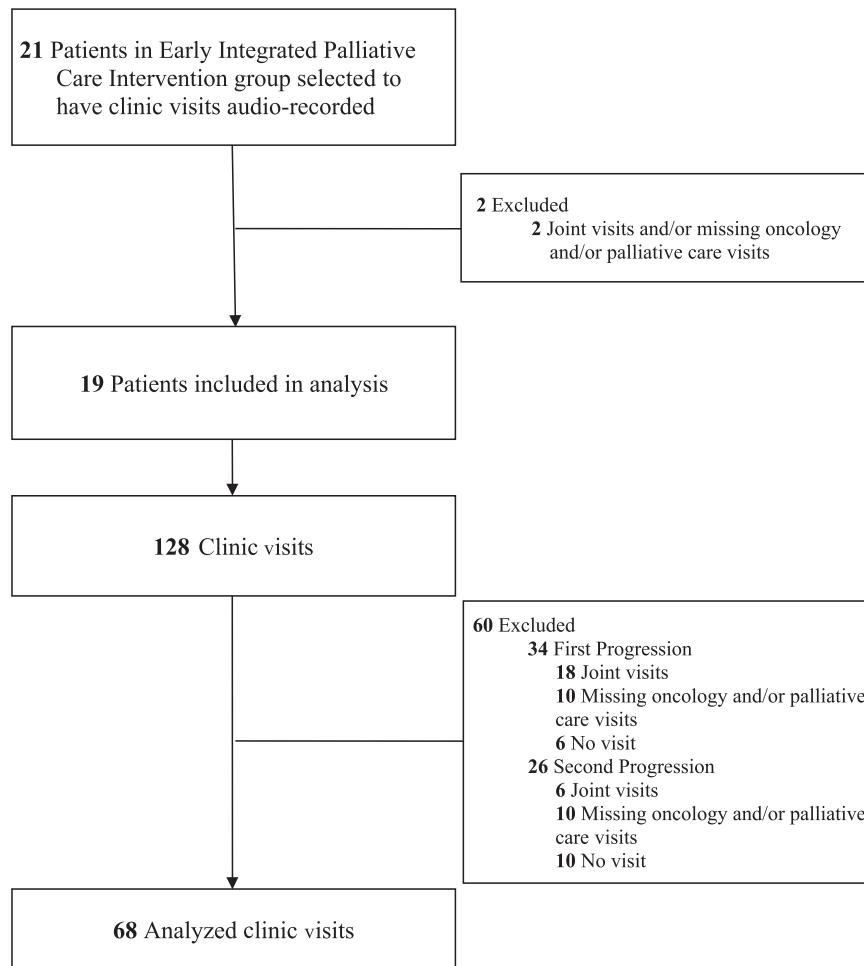 21 Patients in Early Integrated Palliative
Care Intervention group selected to
have clinic visits audio-recorded
2 Excluded
2 Joint visits and/or missing oncology
and/or palliative care visits
19 Patients included in analysis
128 Clinic visits
60 Excluded
34 First Progression
18 Joint visits
10 Missing oncology and/or palliative
care visits
6 No visit
26 Second Progression
6 Joint visits
10 Missing oncology and/or palliative
care visits
10 No visit
68 Analyzed clinic visits